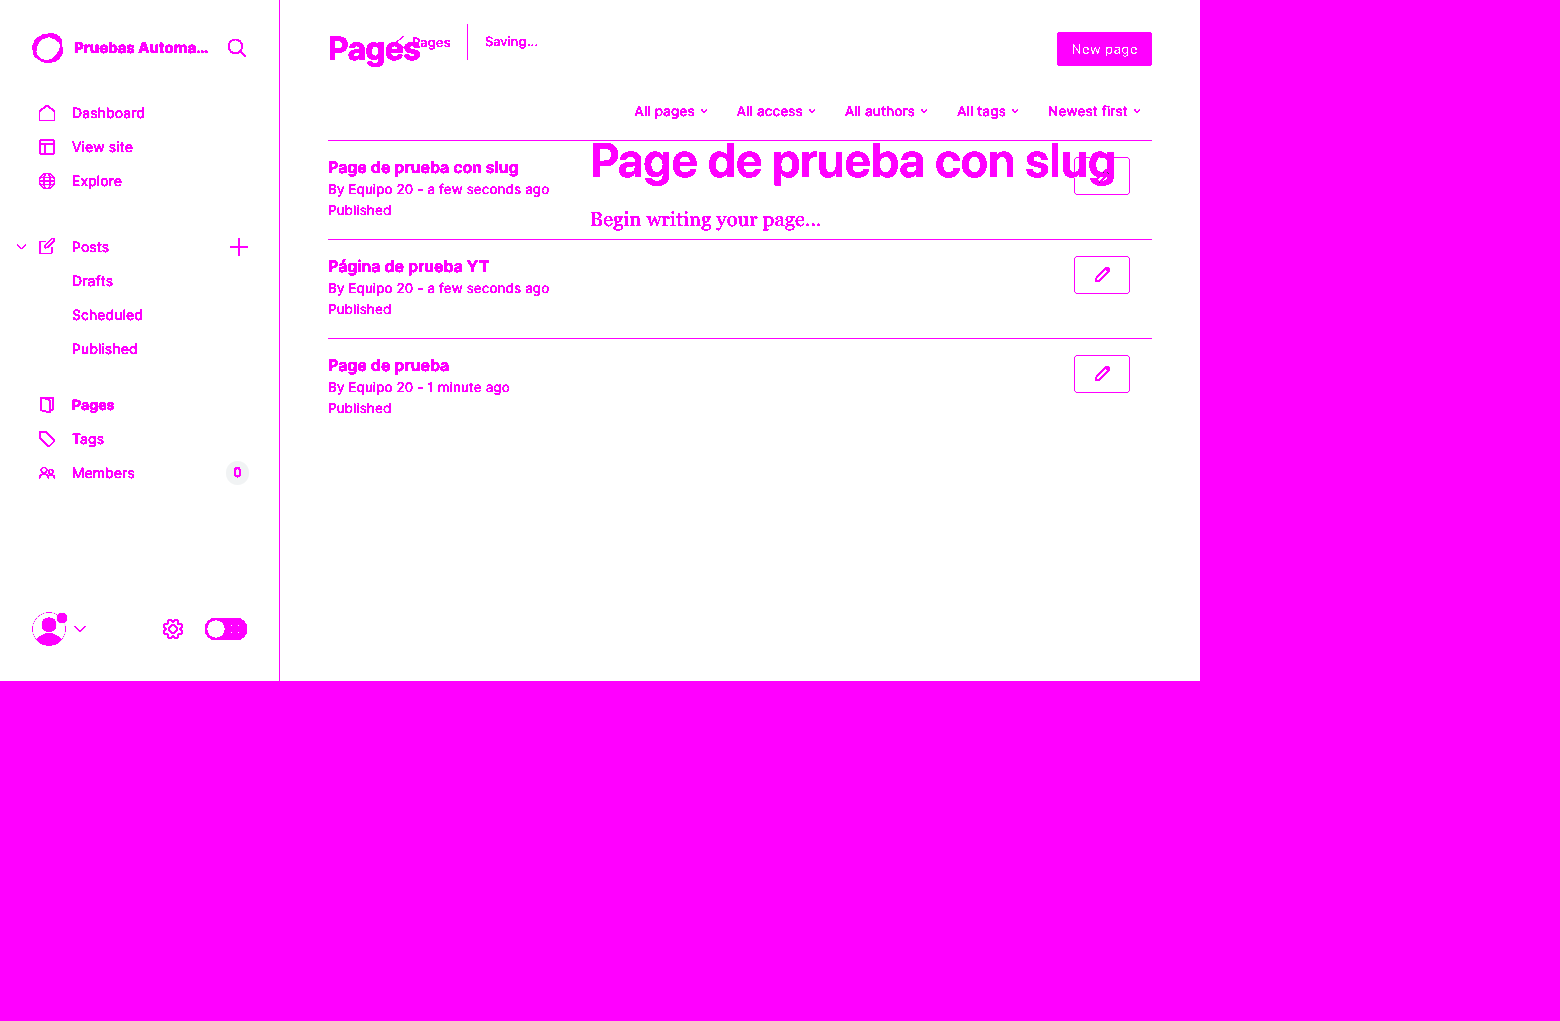 Pruebas Automa...
Dashboard
View site
Explore
Posts
Drafts
Scheduled
Published
Pages
Tags
Members
0
Pages
Pages
Saving...
New page
All pages
All access
All authors
All tags
Newest first
Page de prueba con slug
By Equipo 20 - a few seconds ago
Published
Page de prueba con slug
Begin writing your page...
Página de prueba YT
By Equipo 20 - a few seconds ago
Published
Page de prueba
By Equipo 20 - 1 minute ago
Published